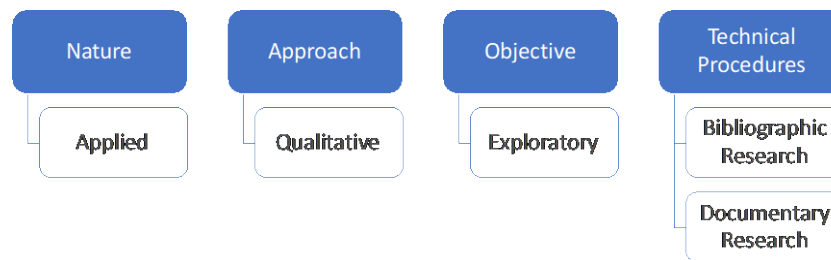 Nature
Applied
Approach
Qualitative
Objective
Exploratory
Technical
Procedures
Bibliographic
Research
Documentary
Research